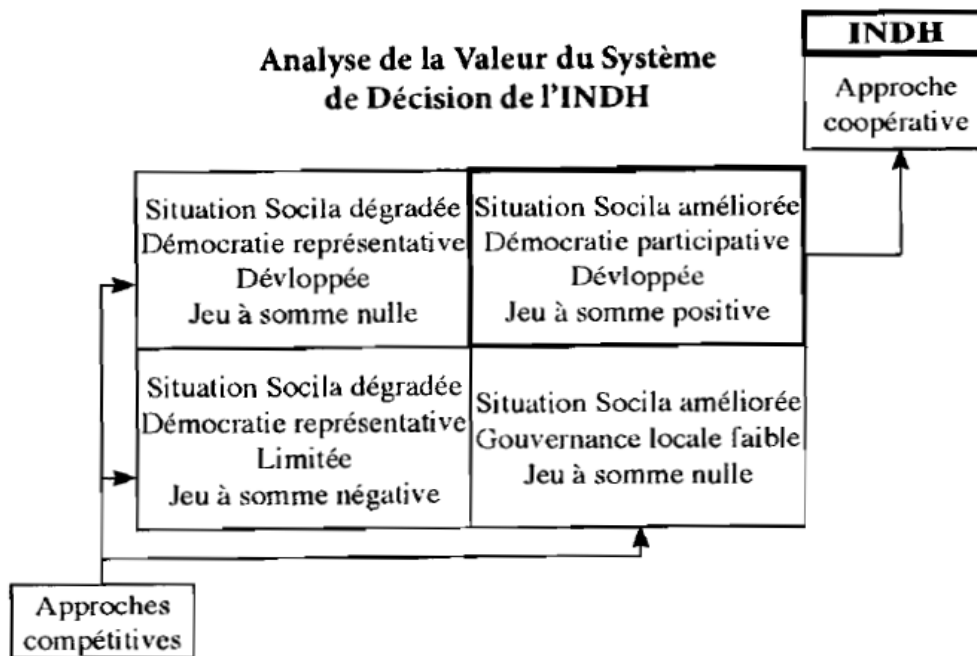 INDH
Approche
coopérative
Analyse de la Valeur du Système
de Décision de l'INDH
Situation Socila dégradée
Démocratie représentative
Dévloppée
Jeu à somme nulle
Situation Socila améliorée
Démocratie participative
Dévloppée
Jeu à somme positive
Situation Socila dégradée
Démocratie représentative
Limitée
Jeu à somme négative
Situation Socila améliorée
Gouvernance locale faible
Jeu à somme nulle
Approches
compétitives